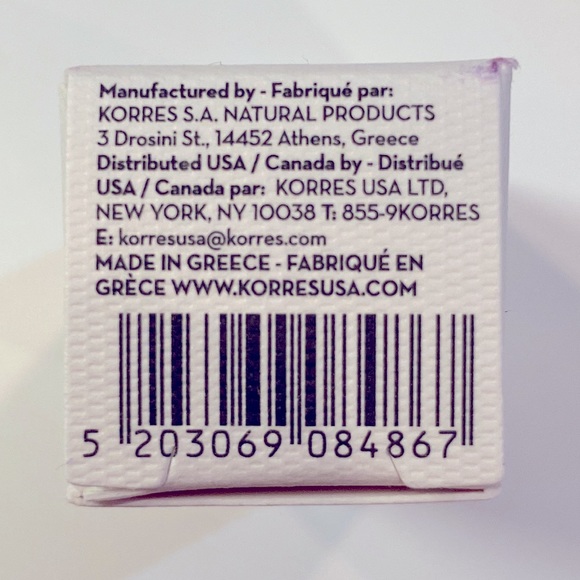 Manufactured by - Fabriqué par:
KORRES S.A. NATURAL PRODUCTS
3 Drosini St., 14452 Athens, Greece
Distributed USA / Canada by - Distribué
USA / Canada par: KORRES USA LTD,
NEW YORK, NY 10038 T: 855-9KORRES
E: korresusa@korres.com
MADE IN GREECE - FABRIQUÉ EN
GRÈCE WWW.KORRESUSA.COM
5 203069 084867